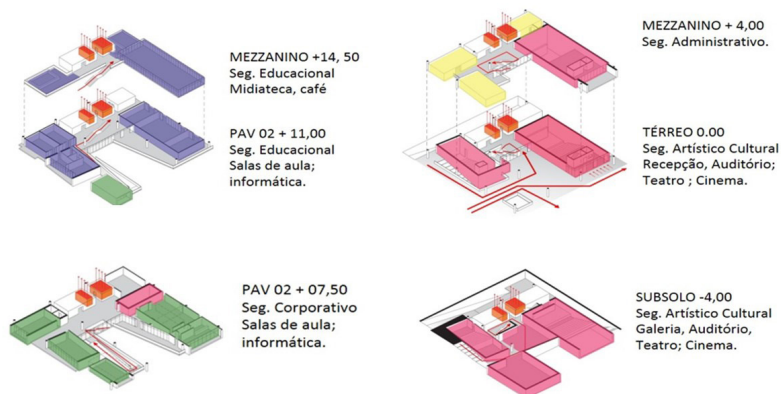 MEZZANINO +14, 50
Seg. Educacional
Midiateca, café
PAV 02 + 11,00
Seg. Educacional
Salas de aula;
informática.
PAV 02 + 07,50
Seg. Corporativo
Salas de aula;
informática.
MEZZANINO + 4,00
Seg. Administrativo.
TÉRREO 0.00
Seg. Artístico Cultural
Recepção, Auditório;
Teatro ; Cinema.
SUBSOLO -4,00
Seg. Artístico Cultural
Galeria, Auditório,
Teatro; Cinema.